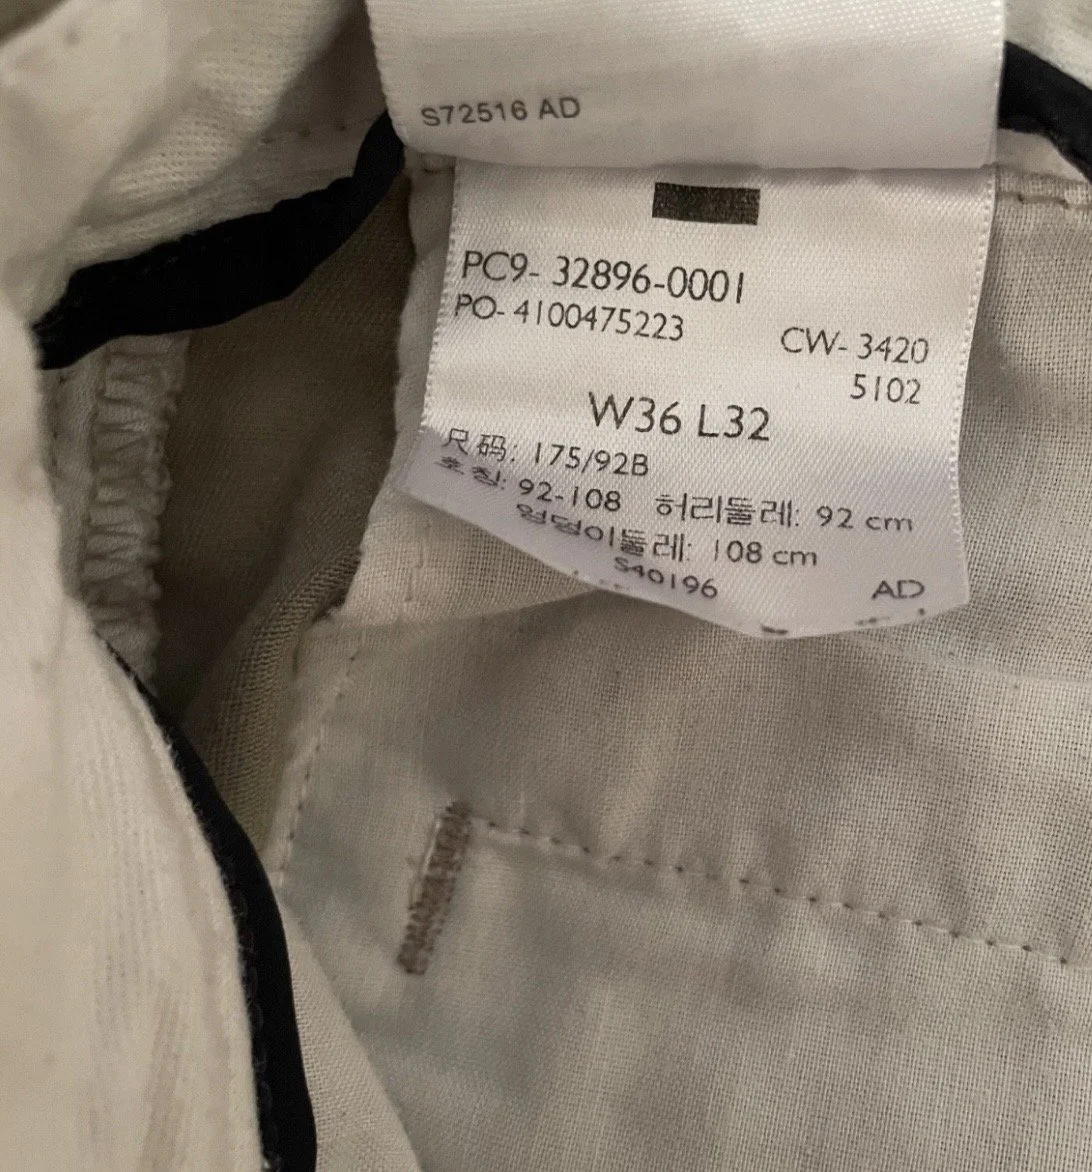 S72516 AD
PC9- 32896-0001
PO- 4100475223
CW- 3420
5102
W36 L32
尺码: 175/92B
호칭: 92-108 허리둘레: 92 cm
엉덩이둘레: 108 cm
S40196 AD